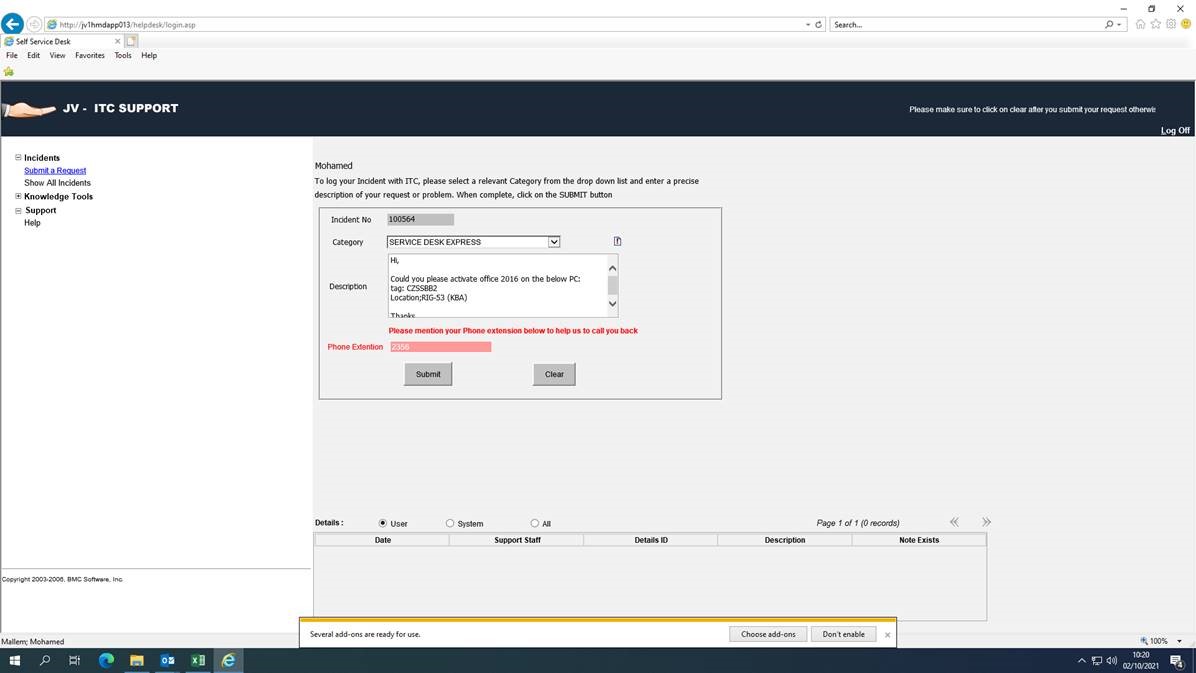 http://jv1hmdapp013/helpdesk/login.asp
Search...
Self Service Desk
File Edit View Favorites Tools Help
JV - ITC SUPPORT
Please make sure to click on clear after you submit your request otherwis
Log Off
Incidents
Submit a Request
Show All Incidents
Knowledge Tools
Support
Help
Mohamed
To log your Incident with ITC, please select a relevant Category from the drop down list and enter a precise
description of your request or problem. When complete, click on the SUBMIT button
Incident No 100564
Category SERVICE DESK EXPRESS
Description
Hi,
Could you please activate office 2016 on the below PC:
tag: CZSSBB2
Location;RIG-53 (KBA)
Thanks
Please mention your Phone extension below to help us to call you back
Phone Extention 2356
Submit Clear
Details : User System All Page 1 of 1 (0 records)
Date Support Staff Details ID Description Note Exists
Copyright 2003-2006, BMC Software, Inc.
Several add-ons are ready for use. Choose add-ons Don't enable
Mallem; Mohamed
100%
10:20
02/10/2021
4